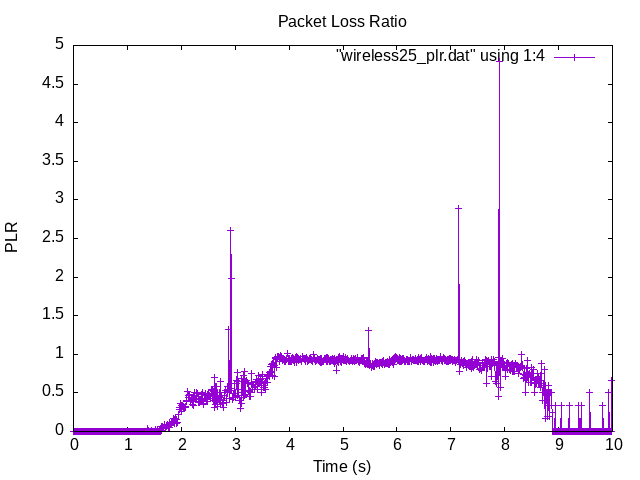 Packet Loss Ratio
"wireless25_plr.dat" using 1:4
5
4.5
4
3.5
3
2.5
2
1.5
1
0.5
0
PLR
0 1 2 3 4 5 6 7 8 9 10
Time (s)